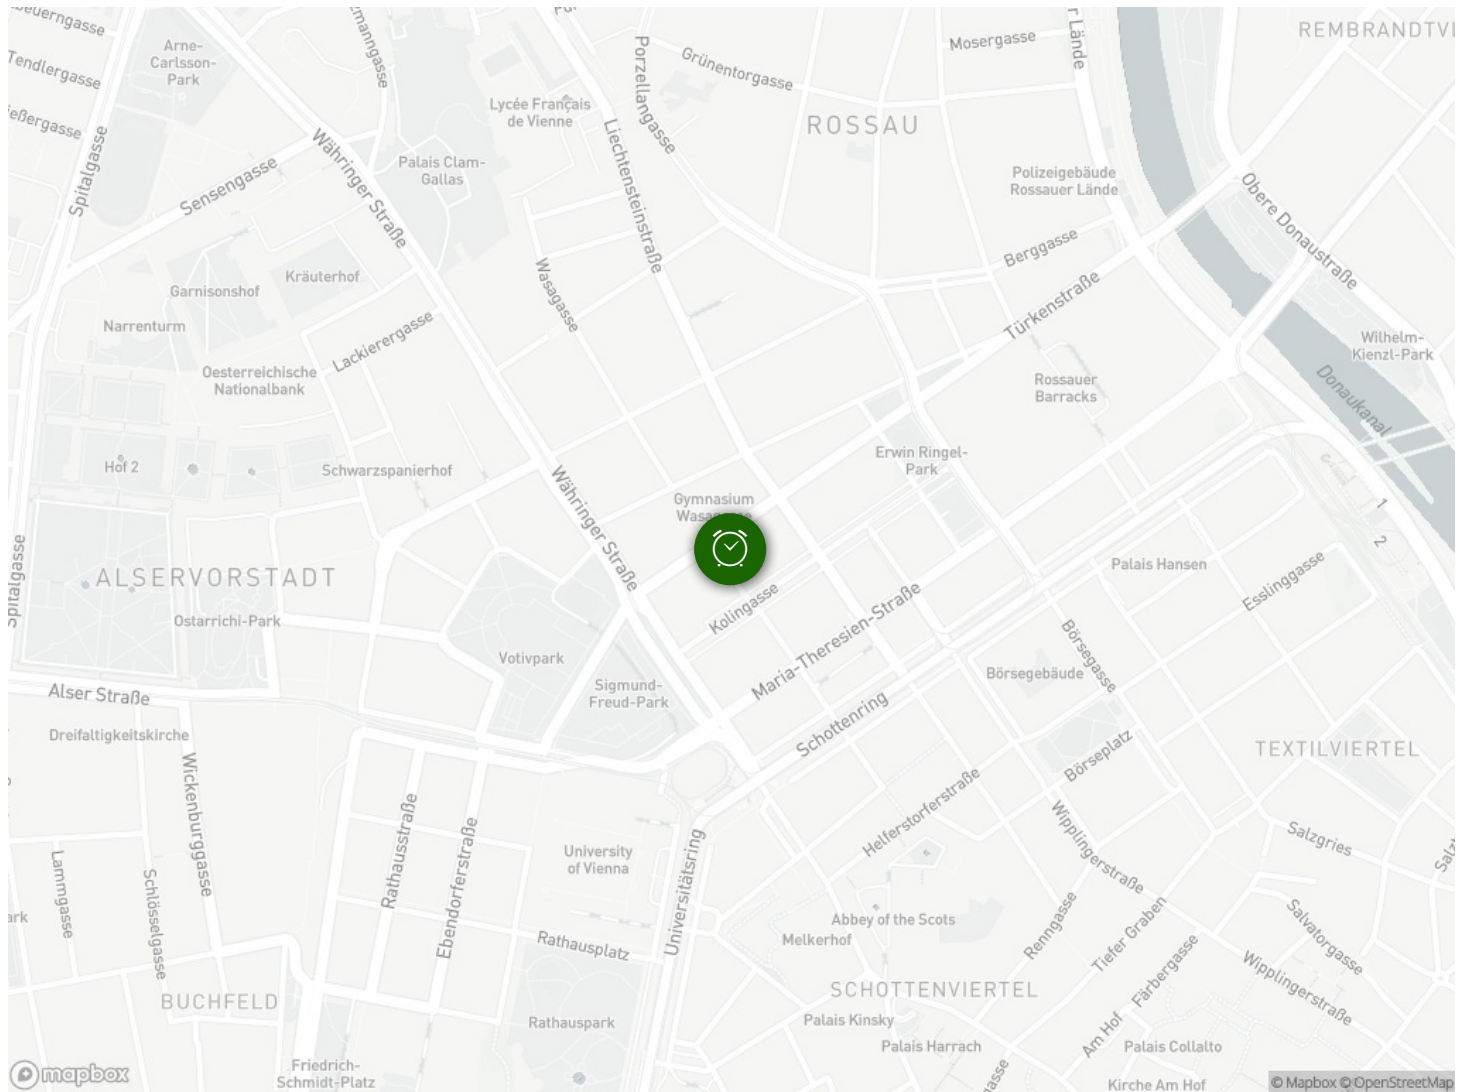 REMBRANDTVI
Arne-
Carlsson-
Park
Tendlergasse
Mosergasse
r Lände
Porzellangasse
Grünentorgasse
Lycée Français
de Vienne
ROSSAU
Liechtensteinstraße
Währinger Straße
Spitalgasse
Sensengasse
Palais Clam-
Gallas
Polizeigebäude
Rossauer Lände
Obere Donaustraße
Berggasse
Kräuterhof
Garnisonshof
Wasagasse
Türkenstraße
Narrenturm
Lackierergasse
Wilhelm-
Kienzl-Park
Oesterreichische
Nationalbank
Rossauer
Barracks
Donaukanal
Erwin Ringel-
Park
Hof 2
Schwarzspanierhof
Währinger Straße
Gymnasium
1
2
Spitalgasse
ALSERVORSTADT
Palais Hansen
Esslinggasse
Kolingasse
Maria-Theresien-Straße
Ostarrichi-Park
Börsegasse
Votivpark
Sigmund-
Freud-Park
Börsegebäude
Alser Straße
Schottenring
Dreifaltigkeitskirche
Börseplatz
TEXTILVIERTEL
Wickenburggasse
Rathausstraße
Ebendorferstraße
Helferstorferstraße
Wipplingerstraße
Salzgries
University
of Vienna
Lammgasse
Schlösselgasse
Universitätsring
Abbey of the Scots
Melkerhof
Renngasse
Tiefer Graben
Salvatorgasse
ark
Rathausplatz
Färbergasse
Wipplingerstraße
BUCHFELD
SCHOTTENVIERTEL
Rathauspark
Palais Kinsky
Palais Harrach
Am Hof
Palais Collalto
Friedrich-
Schmidt-Platz
Kirche Am Hof
mapbox
© Mapbox © OpenStreetMap